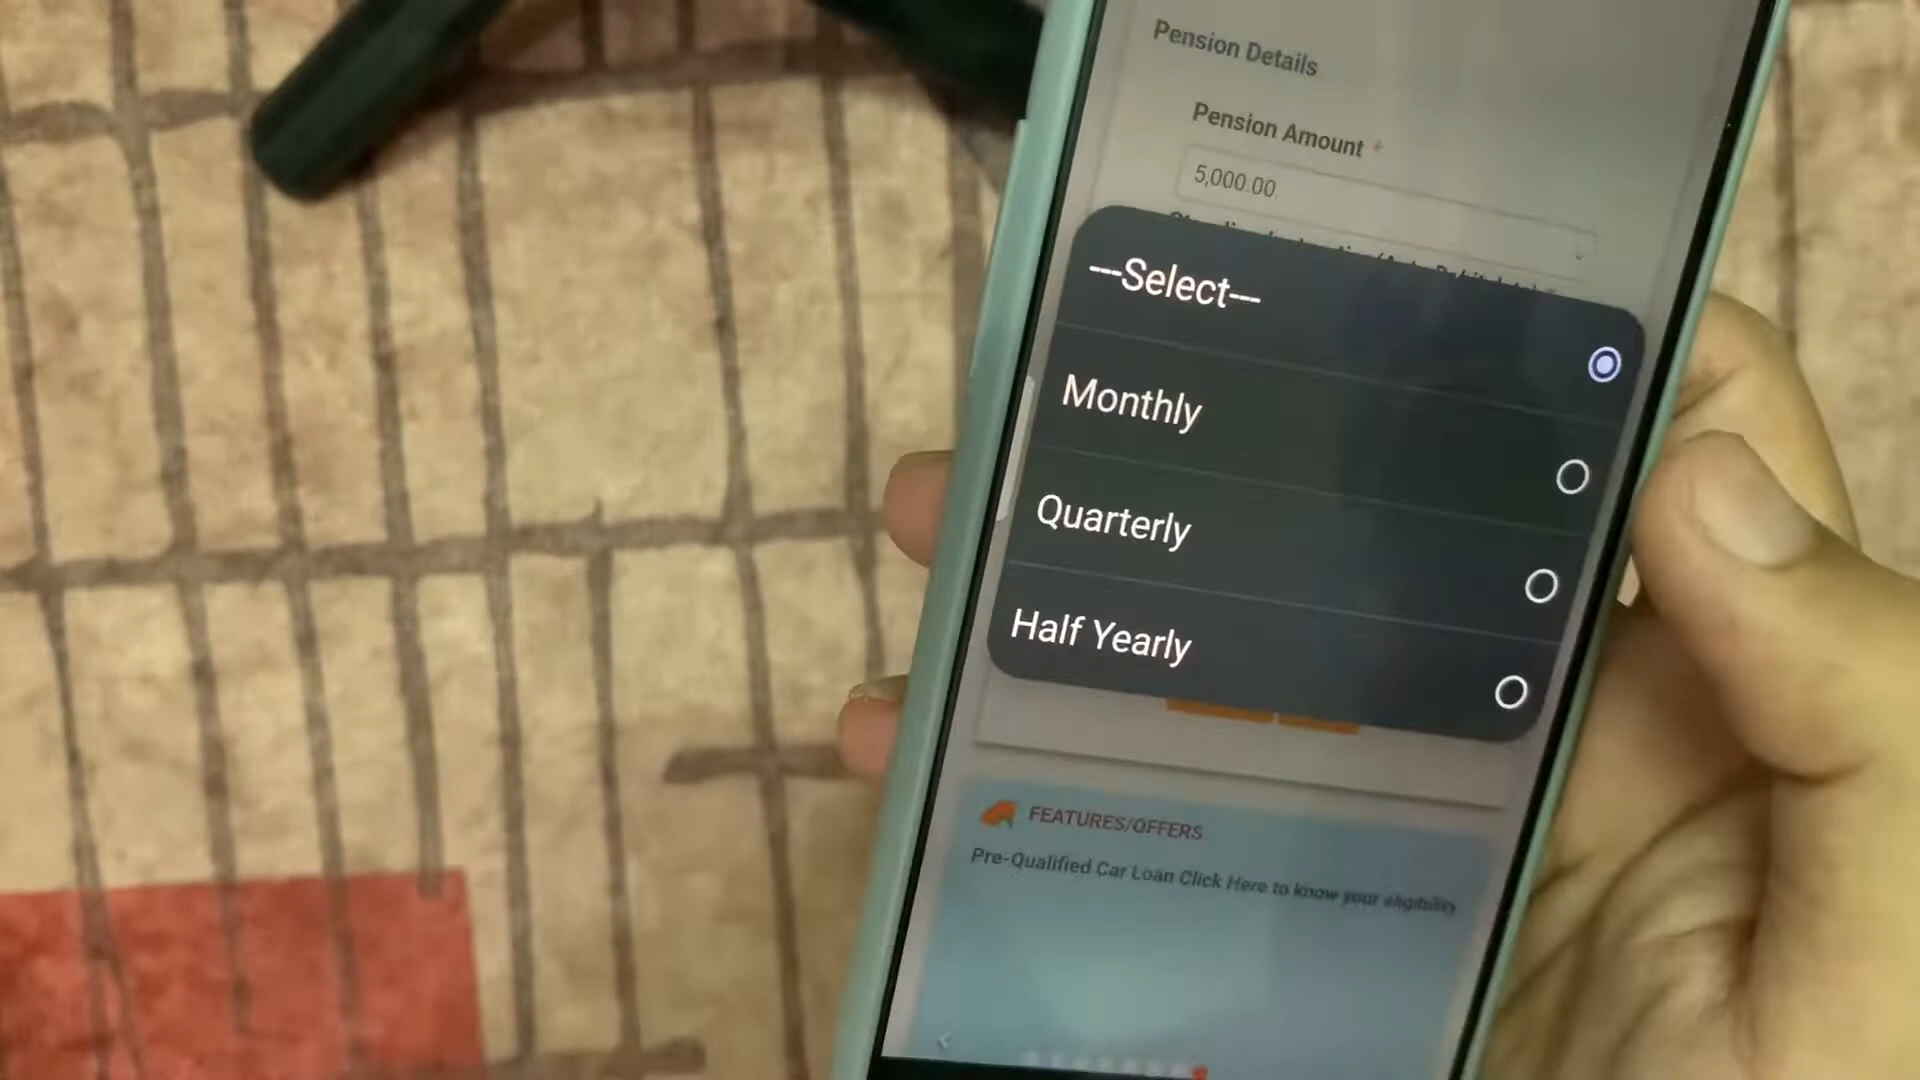 Pension Details
Pension Amount *
5,000.00
---Select---
Monthly
Quarterly
Half Yearly
FEATURES/OFFERS
Pre-Qualified Car Loan Click Here to know your eligibility